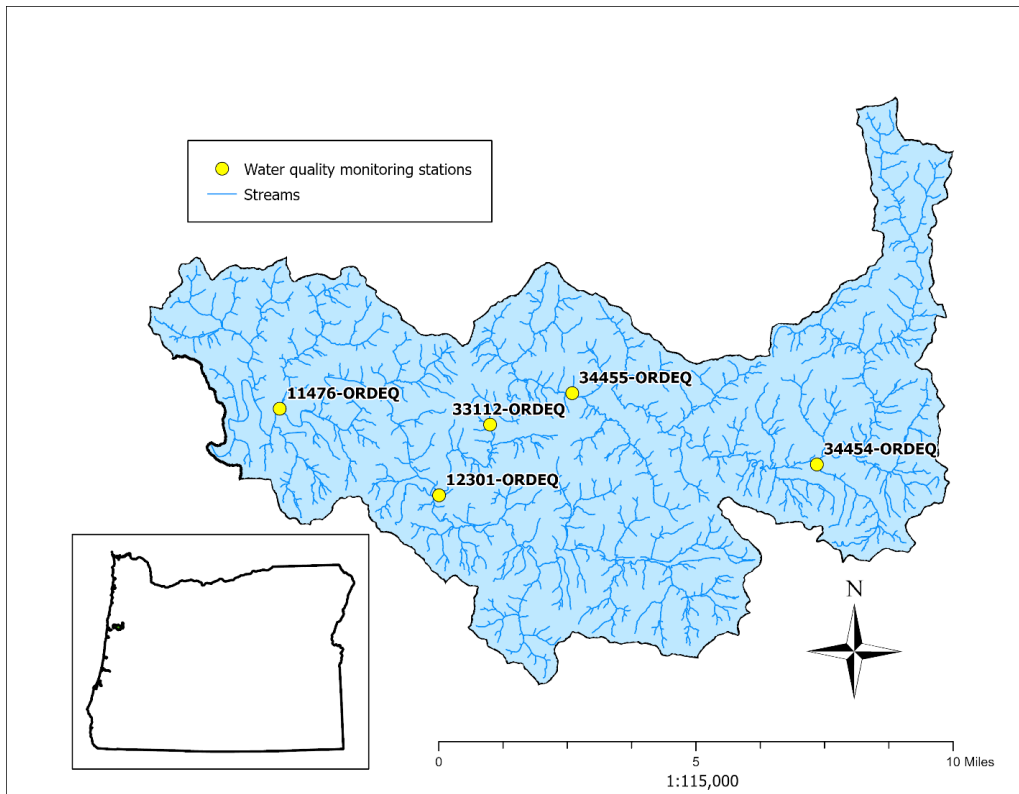 Water quality monitoring stations
Streams
34455-ORDEQ
11476-ORDEQ
33112-ORDEQ
34454-ORDEQ
12301-ORDEQ
N
0 5 10 Miles
1:115,000